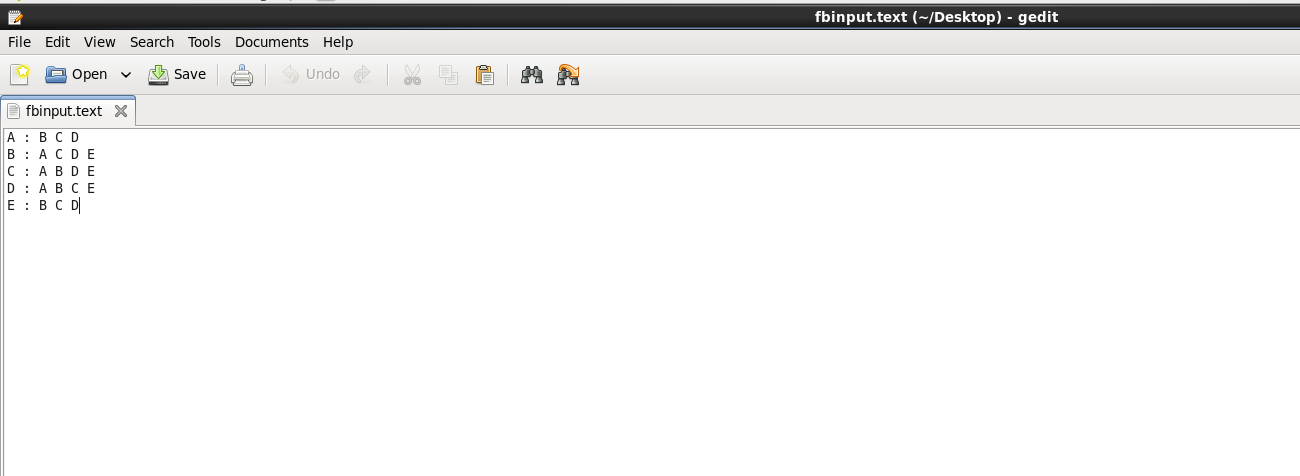 fbinput.text (~/Desktop) - gedit
File Edit View Search Tools Documents Help
Open Save Undo
fbinput.text
A : B C D
B : A C D E
C : A B D E
D : A B C E
E : B C D